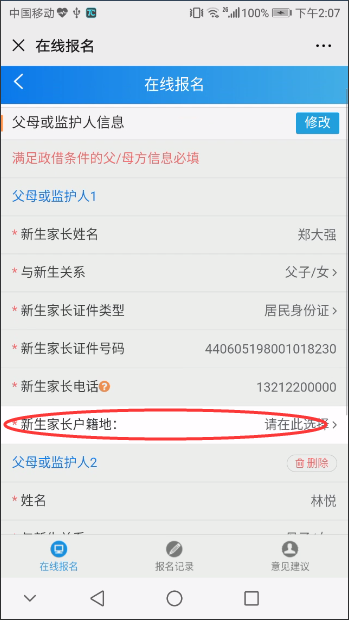 中国移动 26 100% 下午2:07
在线报名
在线报名
父母或监护人信息 修改
满足政借条件的父/母方信息必填
父母或监护人1
* 新生家长姓名 郑大强
* 与新生关系 父子/女
* 新生家长证件类型 居民身份证
* 新生家长证件号码 440605198001018230
* 新生家长电话 13212200000
* 新生家长户籍地: 请在此选择
父母或监护人2 删除
* 姓名 林悦
在线报名 报名记录 意见建议